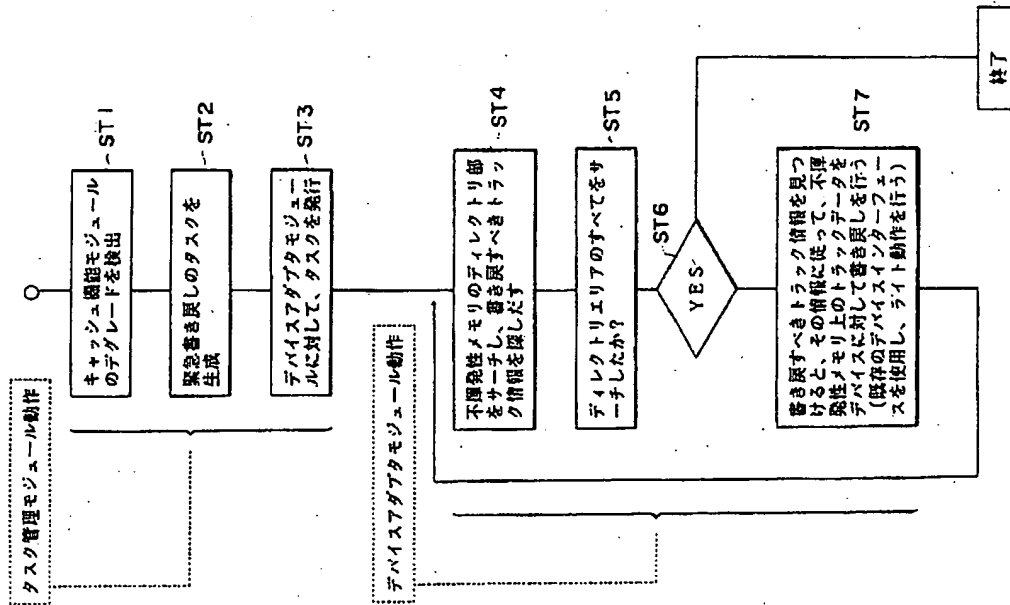 タスク管理モジュール動作
キャッシュ機能モジュール
のデグレードを検出
ST1
緊急書き戻しのタスクを
生成
ST2
デバイスアダプタモジュー
ルに対して、タスクを発行
ST3
デバイスアダプタモジュール動作
不揮発性メモリのディレクトリ部
をサーチし、書き戻すべきトラッ
ク情報を探しだす
ST4
ディレクトリエリアのすべてをサ
ーチしたか?
ST5
YES
ST6
終了
書き戻すべきトラック情報を見つ
けると、その情報に従って、不揮
発性メモリ上のトラックデータを
デバイスに対して書き戻しを行う
(既存のデバイスインターフェー
スを使用し、ライト動作を行う)
ST7